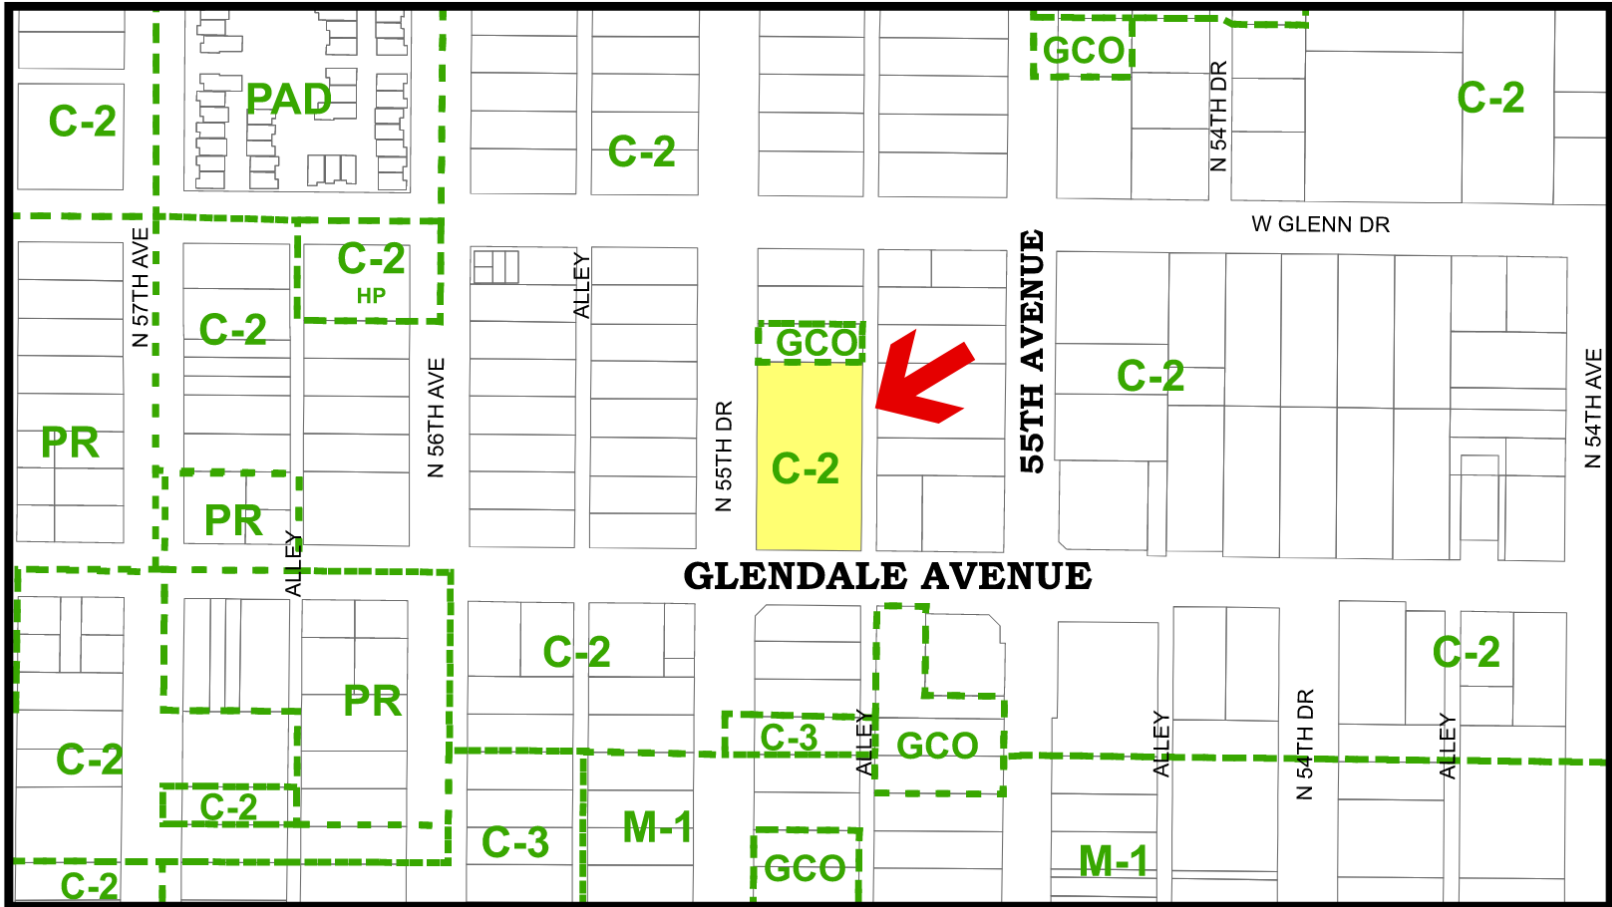 GCO
N 54TH DR
C-2
PAD
C-2
C-2
W GLENN DR
N 57TH AVE
C-2
HP
ALLEY
55TH AVENUE
C-2
GCO
C-2
N 54TH AVE
N 56TH AVE
N 55TH DR
PR
C-2
PR
ALLEY
GLENDALE AVENUE
C-2
C-2
PR
N 54TH DR
C-3
ALLEY
GCO
ALLEY
ALLEY
C-2
C-2
C-3
M-1
GCO
M-1
C-2